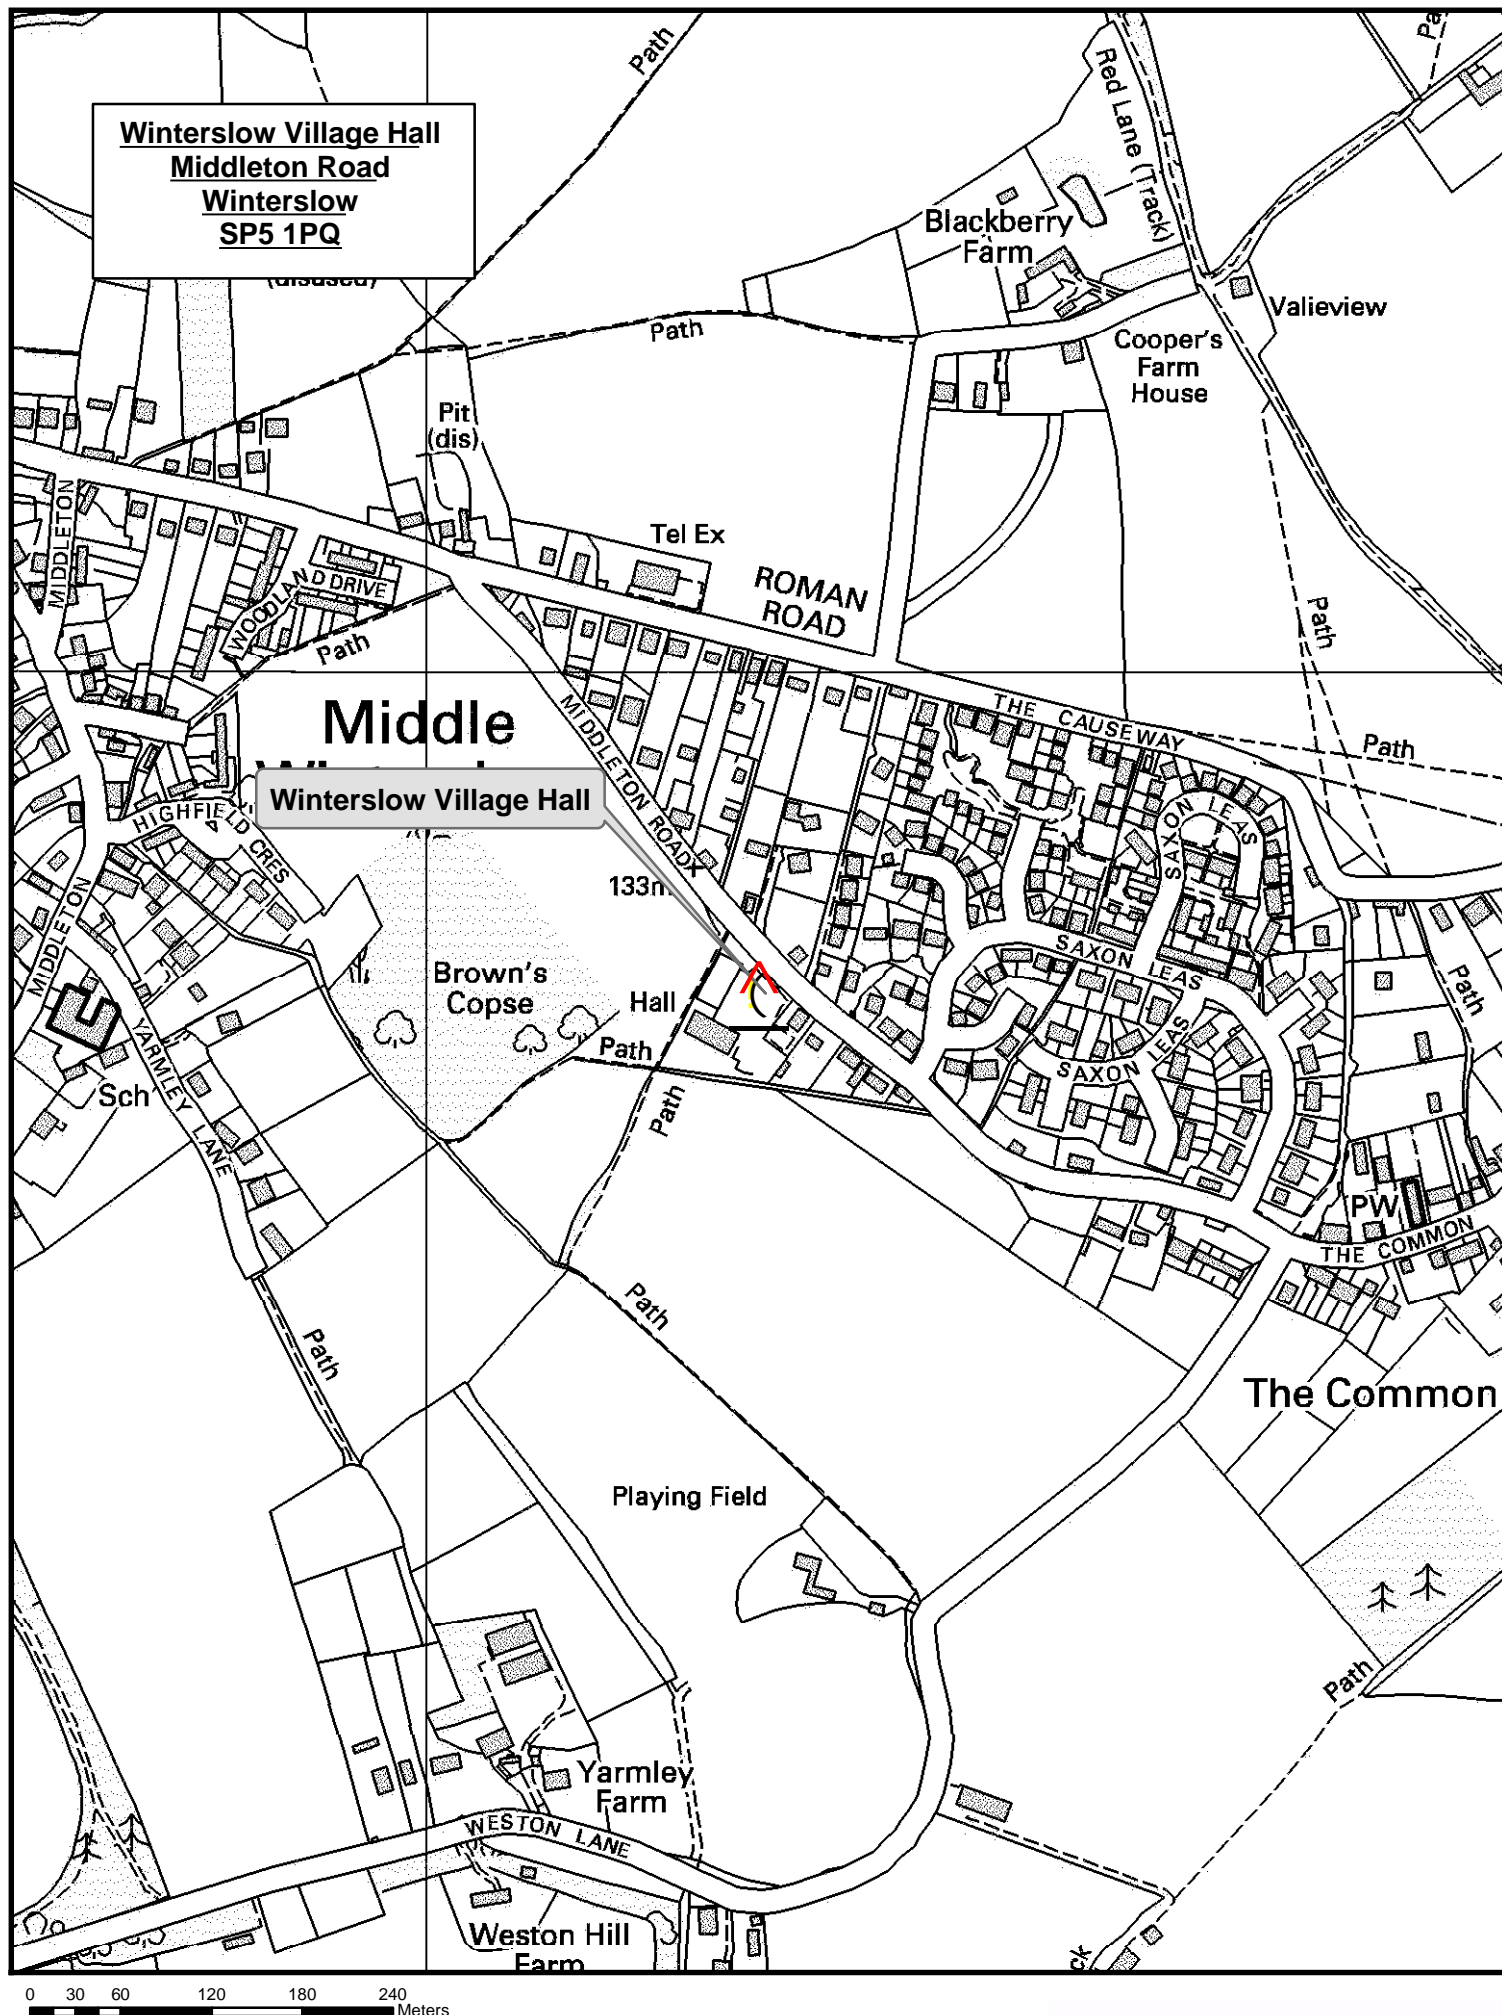 Path
Pa
Red Lane (Track)
Winterslow Village Hall
Middleton Road
Winterslow
SP5 1PQ
(disused)
Blackberry
Farm
Valieview
Path
Cooper's
Farm
House
Pit
(dis)
Tel Ex
ROMAN
ROAD
MIDDLETON
WOODLAND DRIVE
Path
Path
Middle
MIDDLETON ROAD
THE CAUSEWAY
Path
Winterslow Village Hall
HIGHFIELD CRES
SAXON LEAS
133m
MIDDLETON
Brown's
Copse
Hall
SAXON LEAS
Path
Path
SAXON LEAS
Sch
YARMLEY LANE
Path
PW
THE COMMON
Path
Path
The Common
Playing Field
Path
Yarmley
Farm
WESTON LANE
Weston Hill
Farm
ck
0 30 60 120 180 240
Meters